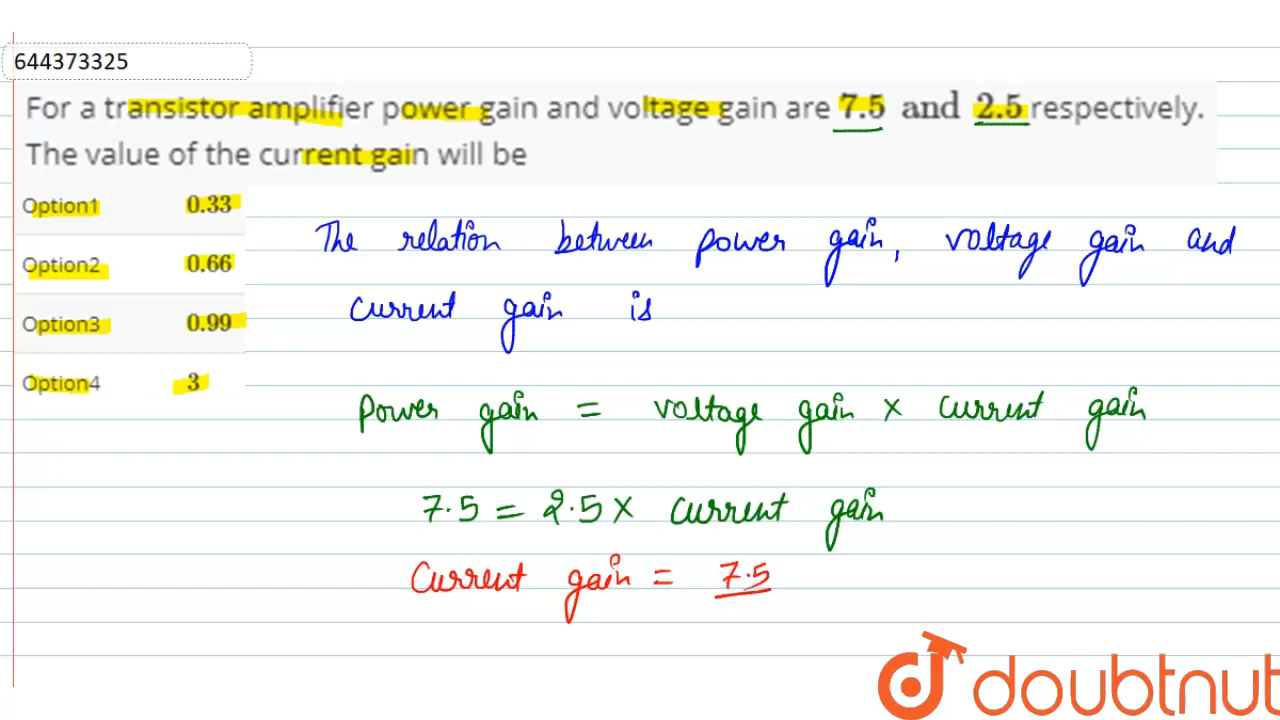 644373325
For a transistor amplifier power gain and voltage gain are 7.5 and 2.5 respectively.
The value of the current gain will be
Option1 0.33
Option2 0.66
Option3 0.99
Option4 3
The relation between power gain, voltage gain and
current gain is
Power gain = voltage gain × current gain
7.5 = 2.5 × current gain
Current gain = 7.5
doubtnut